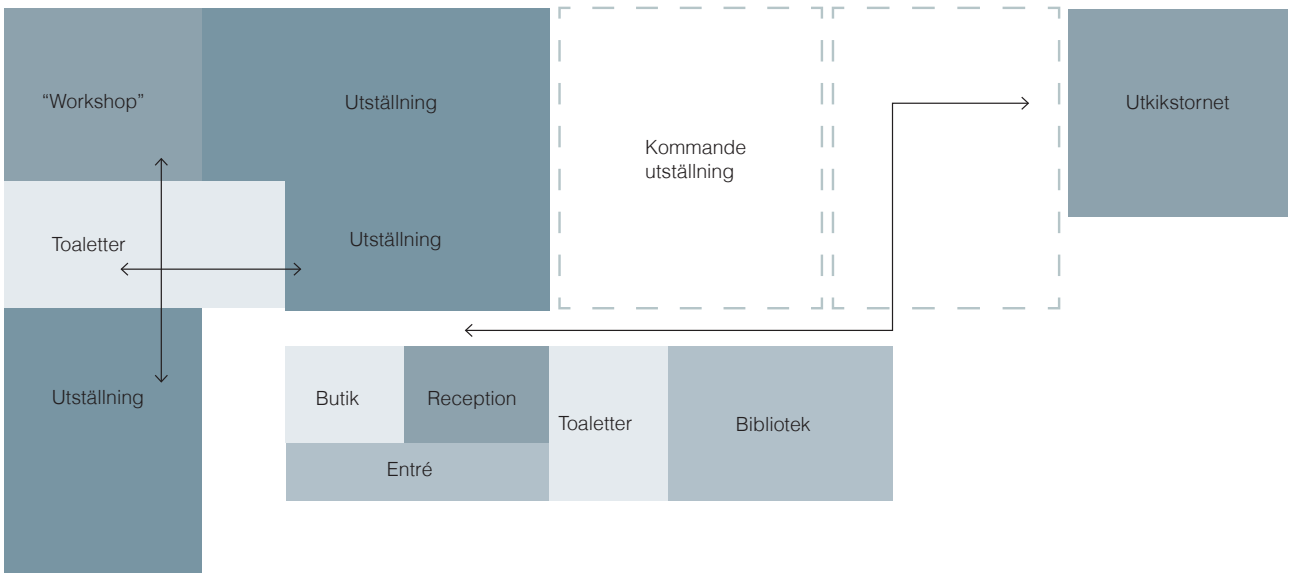 “Workshop”
Utställning
Utkikstornet
Kommande
utställning
Toaletter
Utställning
Utställning
Butik
Reception
Toaletter
Bibliotek
Entré